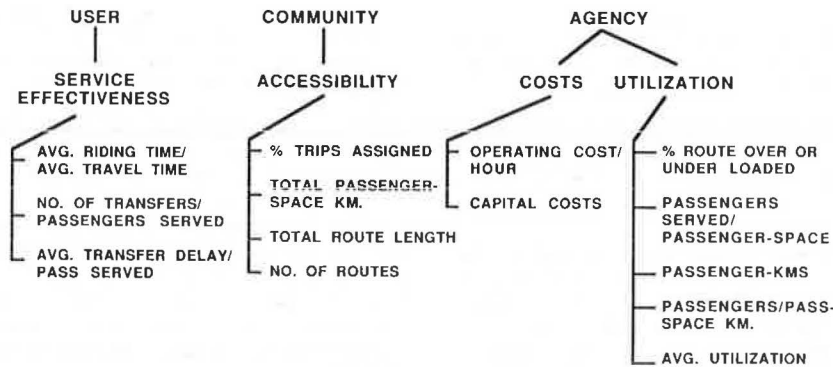 USER
SERVICE
EFFECTIVENESS
AVG. RIDING TIME/
AVG. TRAVEL TIME
NO. OF TRANSFERS/
PASSENGERS SERVED
AVG. TRANSFER DELAY/
PASS SERVED
COMMUNITY
ACCESSIBILITY
% TRIPS ASSIGNED
TOTAL PASSENGER-
SPACE KM.
TOTAL ROUTE LENGTH
NO. OF ROUTES
AGENCY
COSTS
OPERATING COST/
HOUR
CAPITAL COSTS
UTILIZATION
% ROUTE OVER OR
UNDER LOADED
PASSENGERS
SERVED/
PASSENGER-SPACE
PASSENGER-KMS
PASSENGERS/PASS-
SPACE KM.
AVG. UTILIZATION